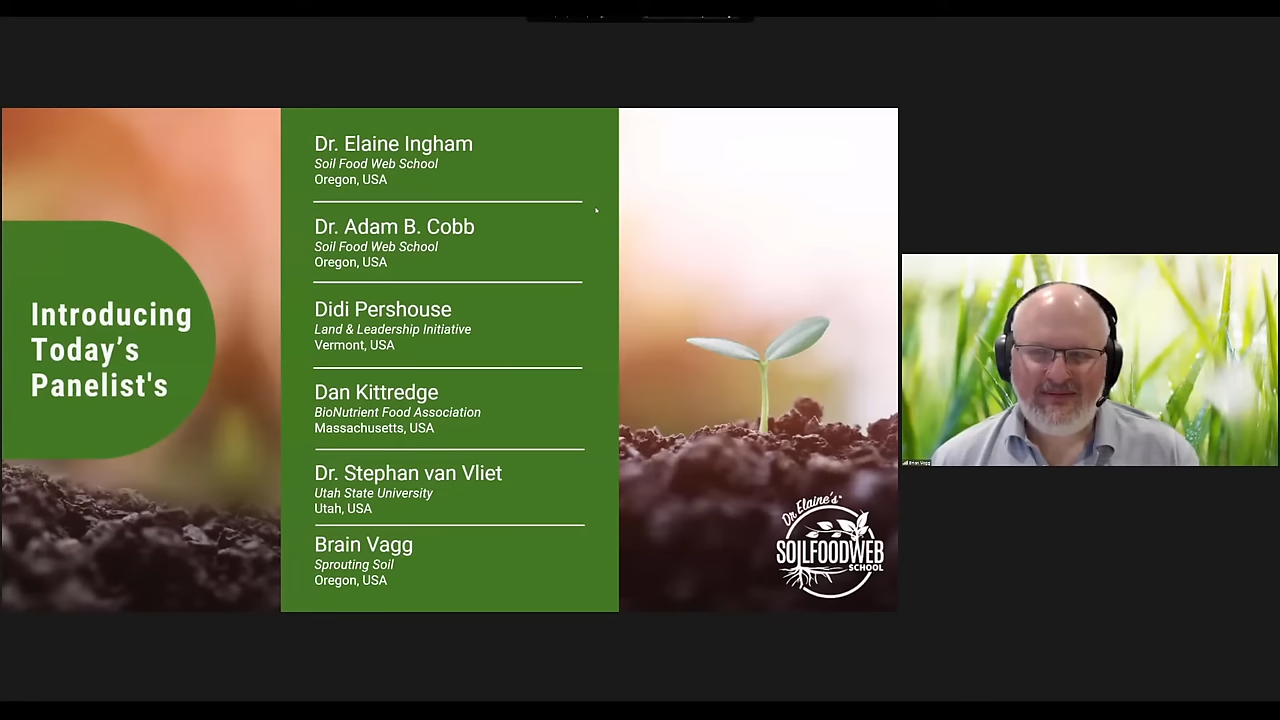 Introducing
Today’s
Panelist's
Dr. Elaine Ingham
Soil Food Web School
Oregon, USA
Dr. Adam B. Cobb
Soil Food Web School
Oregon, USA
Didi Pershouse
Land & Leadership Initiative
Vermont, USA
Dan Kittredge
BioNutrient Food Association
Massachusetts, USA
Dr. Stephan van Vliet
Utah State University
Utah, USA
Brain Vagg
Sprouting Soil
Oregon, USA
Dr Elaine's
SOILFOODWEB
SCHOOL
Brian Vagg